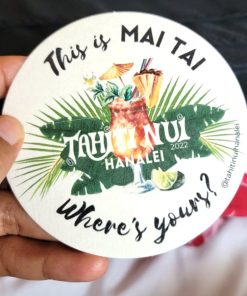 This is MAI TAI
TAHITI NUI
2022
HANALEI
Where's yours?
@tahitinuihanalei